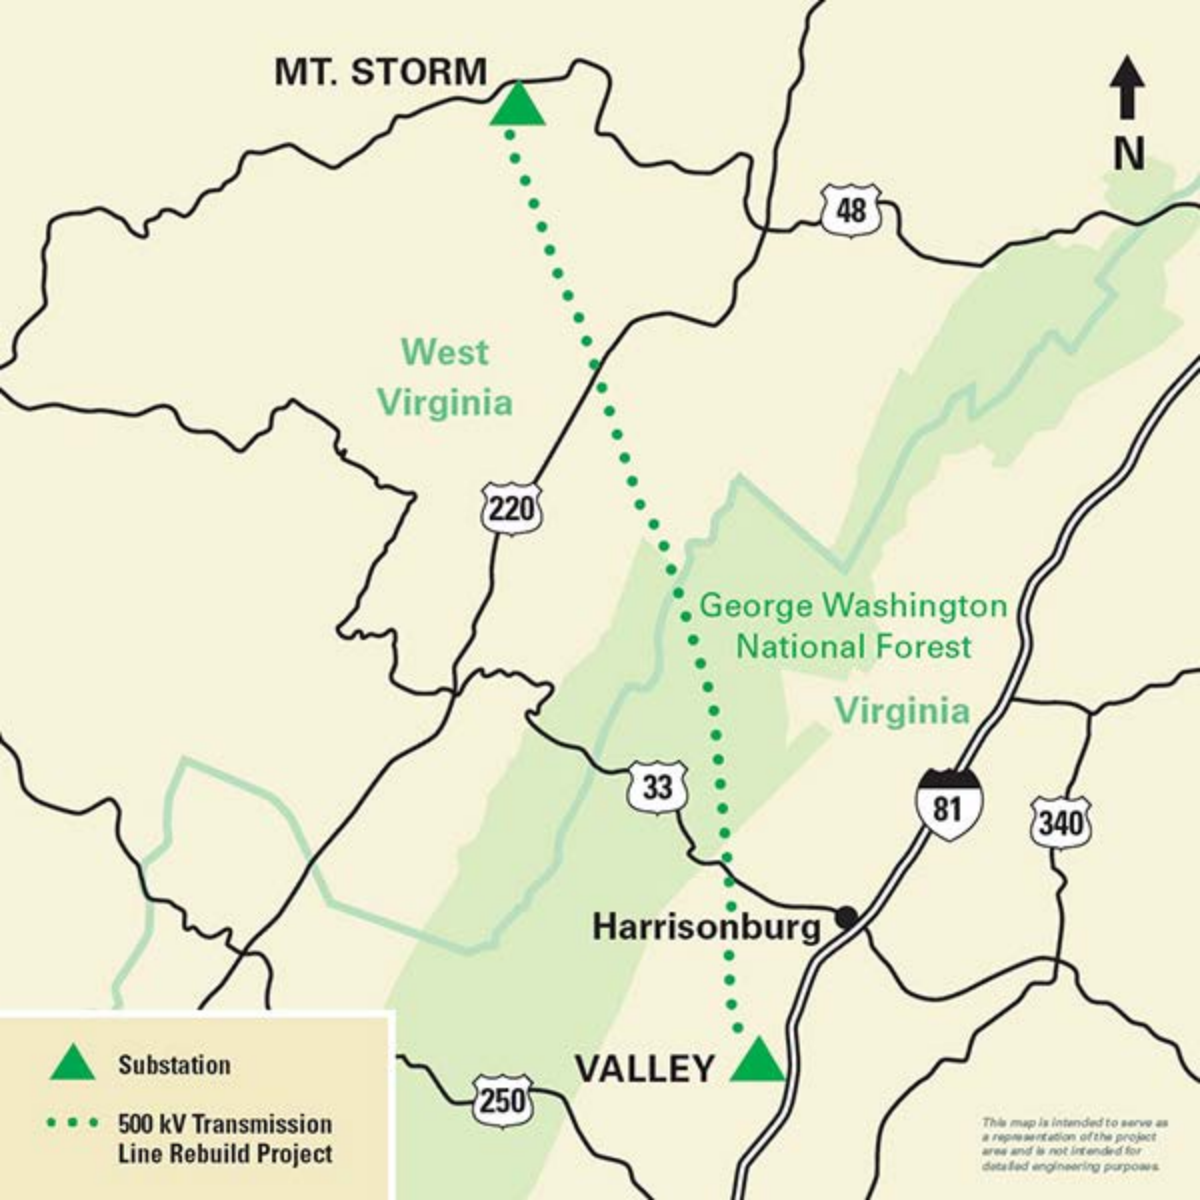 MT. STORM
N
48
West
Virginia
220
George Washington
National Forest
Virginia
33
81
340
Harrisonburg
VALLEY
250
Substation
500 kV Transmission
Line Rebuild Project
This map is intended to serve as
a representation of the project
area and is not intended for
detailed engineering purposes.